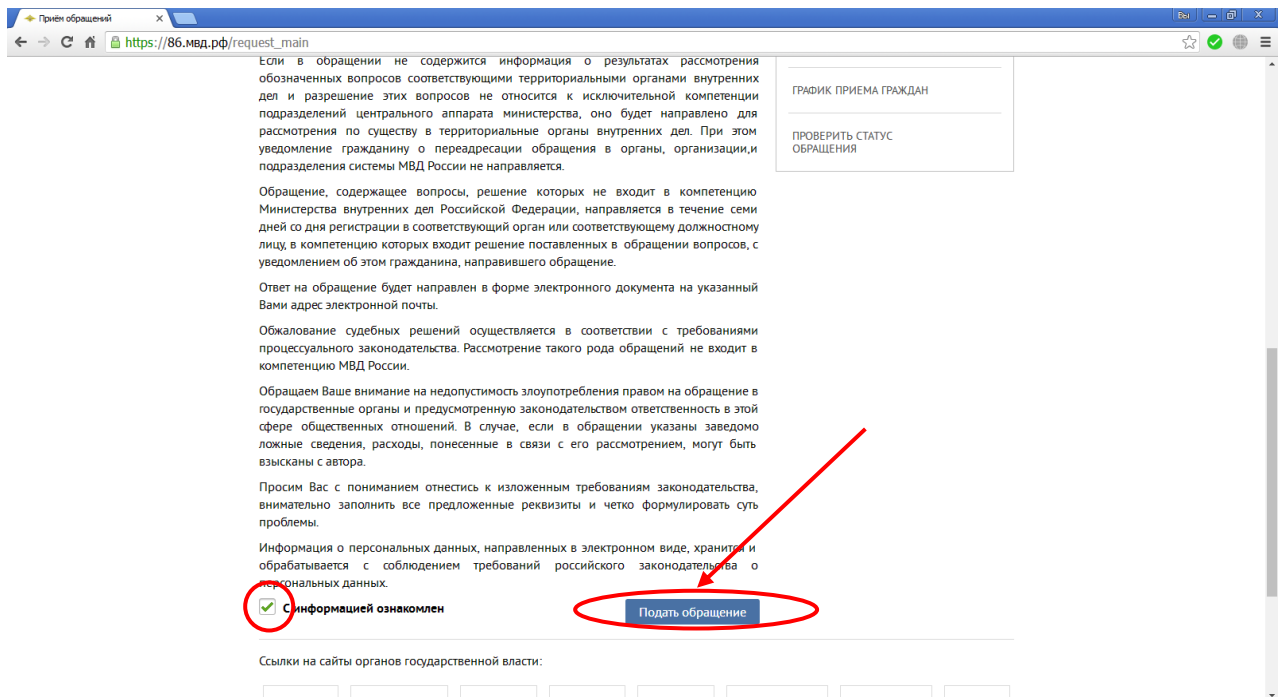 Приём обращений
Вы
https://86.мвд.рф/request_main
Если в обращении не содержится информация о результатах рассмотрения
обозначенных вопросов соответствующими территориальными органами внутренних
дел и разрешение этих вопросов не относится к исключительной компетенции
подразделений центрального аппарата министерства, оно будет направлено для
рассмотрения по существу в территориальные органы внутренних дел. При этом
уведомление гражданину о переадресации обращения в органы, организации,и
подразделения системы МВД России не направляется.
Обращение, содержащее вопросы, решение которых не входит в компетенцию
Министерства внутренних дел Российской Федерации, направляется в течение семи
дней со дня регистрации в соответствующий орган или соответствующему должностному
лицу, в компетенцию которых входит решение поставленных в обращении вопросов, с
уведомлением об этом гражданина, направившего обращение.
Ответ на обращение будет направлен в форме электронного документа на указанный
Вами адрес электронной почты.
Обжалование судебных решений осуществляется в соответствии с требованиями
процессуального законодательства. Рассмотрение такого рода обращений не входит в
компетенцию МВД России.
Обращаем Ваше внимание на недопустимость злоупотребления правом на обращение в
государственные органы и предусмотренную законодательством ответственность в этой
сфере общественных отношений. В случае, если в обращении указаны заведомо
ложные сведения, расходы, понесенные в связи с его рассмотрением, могут быть
взысканы с автора.
Просим Вас с пониманием отнестись к изложенным требованиям законодательства,
внимательно заполнить все предложенные реквизиты и четко формулировать суть
проблемы.
Информация о персональных данных, направленных в электронном виде, хранится и
обрабатывается с соблюдением требований российского законодательства о
персональных данных.
С информацией ознакомлен
Подать обращение
Ссылки на сайты органов государственной власти:
ГРАФИК ПРИЕМА ГРАЖДАН
ПРОВЕРИТЬ СТАТУС
ОБРАЩЕНИЯ